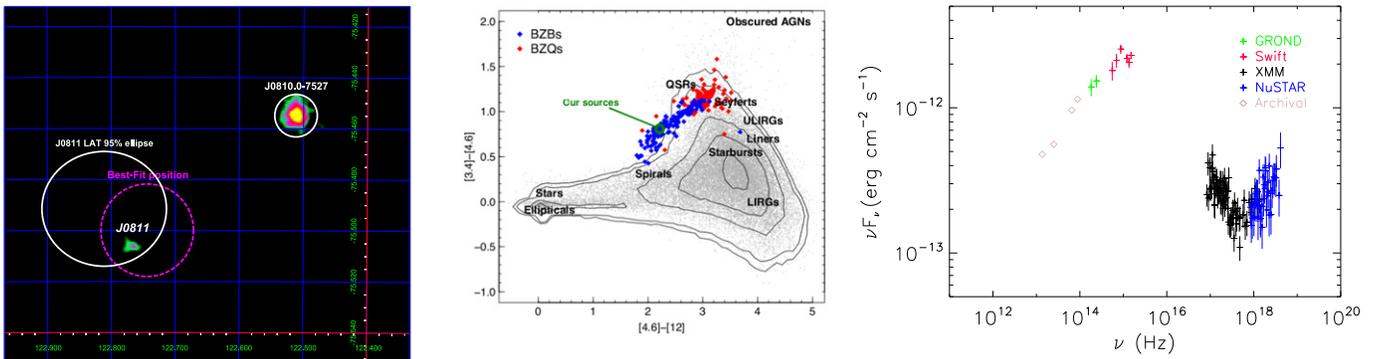 J0810.0-7527
J0811 LAT 95% ellipse
Best-Fit position
J0811
122.900
122.800
122.700
122.600
122.500
122.400
-75.420
-75.440
-75.460
-75.480
-75.500
-75.520
-75.540
Obscured AGNs
BZBs
BZQs
QSRs
Seyferts
Our sources
ULIRGs
Liners
Starbursts
Spirals
Stars
Ellipticals
LIRGs
2.0
1.5
1.0
0.5
0.0
−0.5
−1.0
[3.4]−[4.6]
0 1 2 3 4 5
[4.6]−[12]
GROND
Swift
XMM
NuSTAR
Archival
10⁻¹²
10⁻¹³
νFν (erg cm⁻² s⁻¹)
10¹² 10¹⁴ 10¹⁶ 10¹⁸ 10²⁰
ν (Hz)